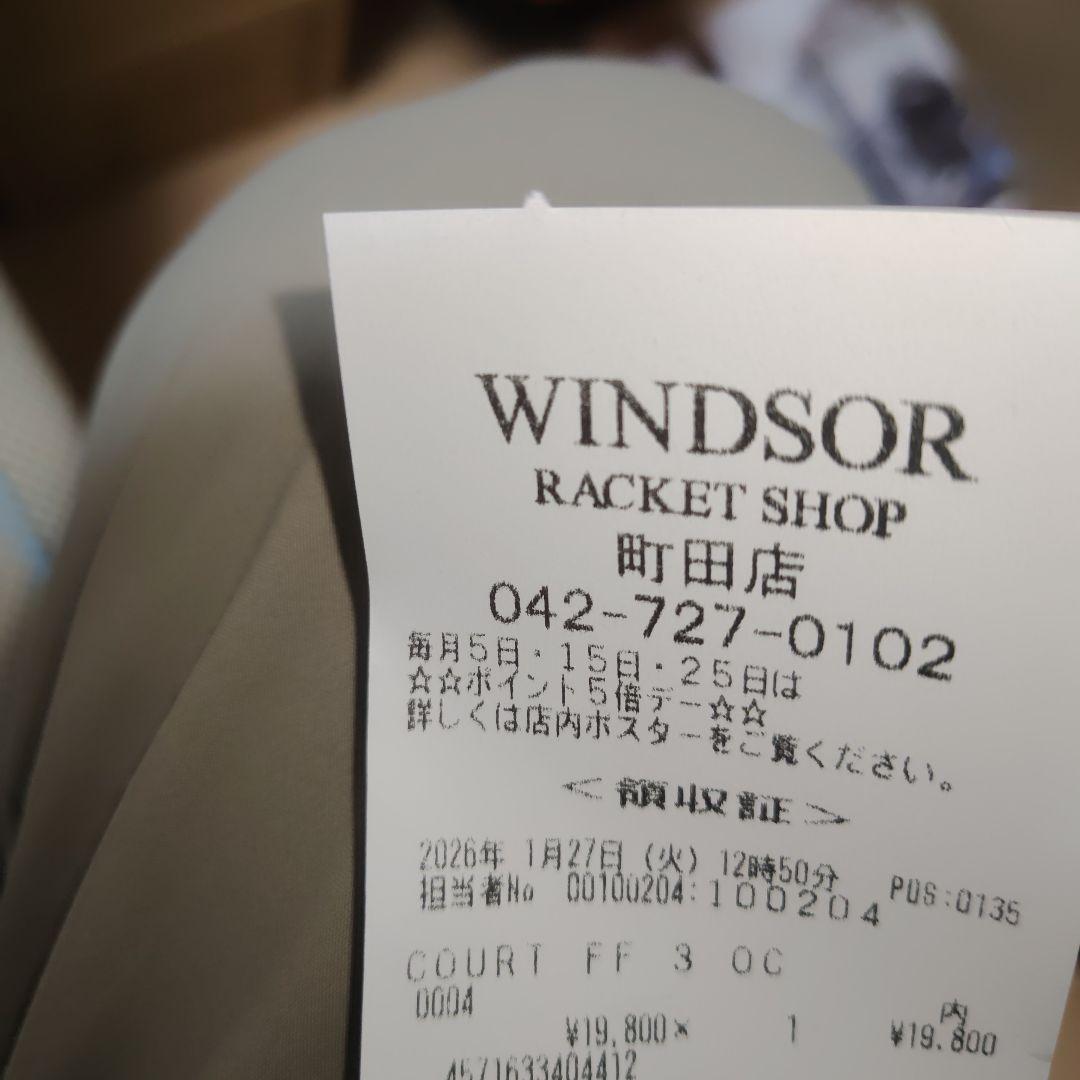 WINDSOR
RACKET SHOP
町田店
042-727-0102
毎月5日・15日・25日は
☆☆ポイント5倍デー☆☆
詳しくは店内ポスターをご覧ください。
<領収証>
2026年 1月27日(火) 12時50分 POS:0135
担当者No 00100204:100204
COURT FF 3 OC
0004 内
¥19,800× 1 ¥19,800
4571633404412